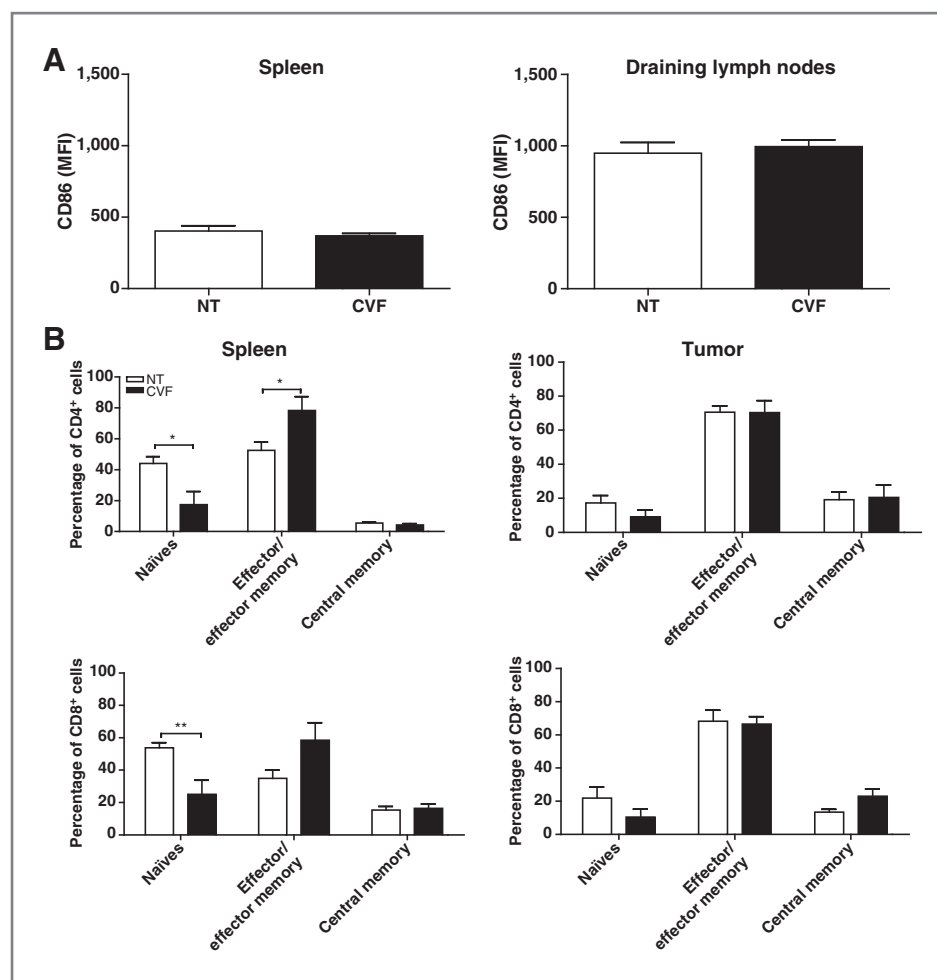 A
Spleen
1,500
1,000
500
0
CD86 (MFI)
NT
CVF
Draining lymph nodes
1,500
1,000
500
0
CD86 (MFI)
NT
CVF
B
Spleen
NT
CVF
100
80
60
40
20
0
Percentage of CD4⁺ cells
*
*
Naïves
Effector/
effector memory
Central memory
Tumor
100
80
60
40
20
0
Percentage of CD4⁺ cells
Naïves
Effector/
effector memory
Central memory
100
80
60
40
20
0
Percentage of CD8⁺ cells
**
Naïves
Effector/
effector memory
Central memory
100
80
60
40
20
0
Percentage of CD8⁺ cells
Naïves
Effector/
effector memory
Central memory